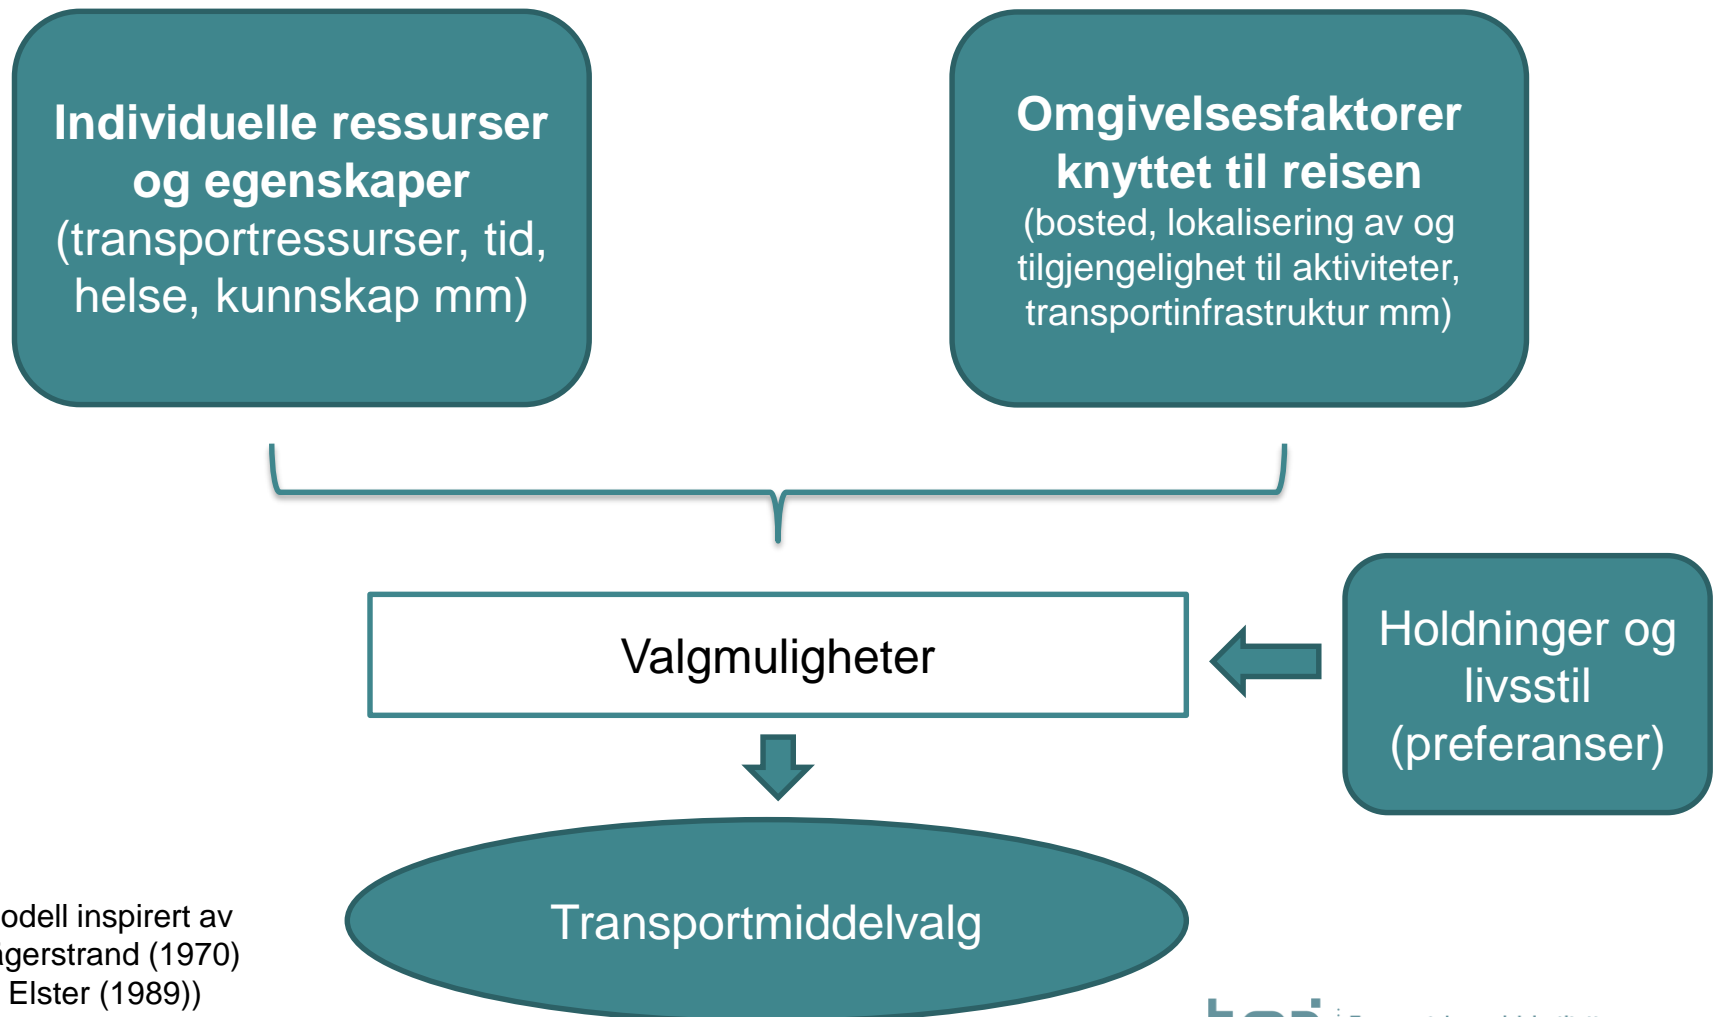 Individuelle ressurser
og egenskaper
(transportressurser, tid,
helse, kunnskap mm)
Omgivelsesfaktorer
knyttet til reisen
(bosted, lokalisering av og
tilgjengelighet til aktiviteter,
transportinfrastruktur mm)
Valgmuligheter
Holdninger og
livsstil
(preferanser)
Transportmiddelvalg
odell inspirert av
ägerstrand (1970)
Elster (1989))